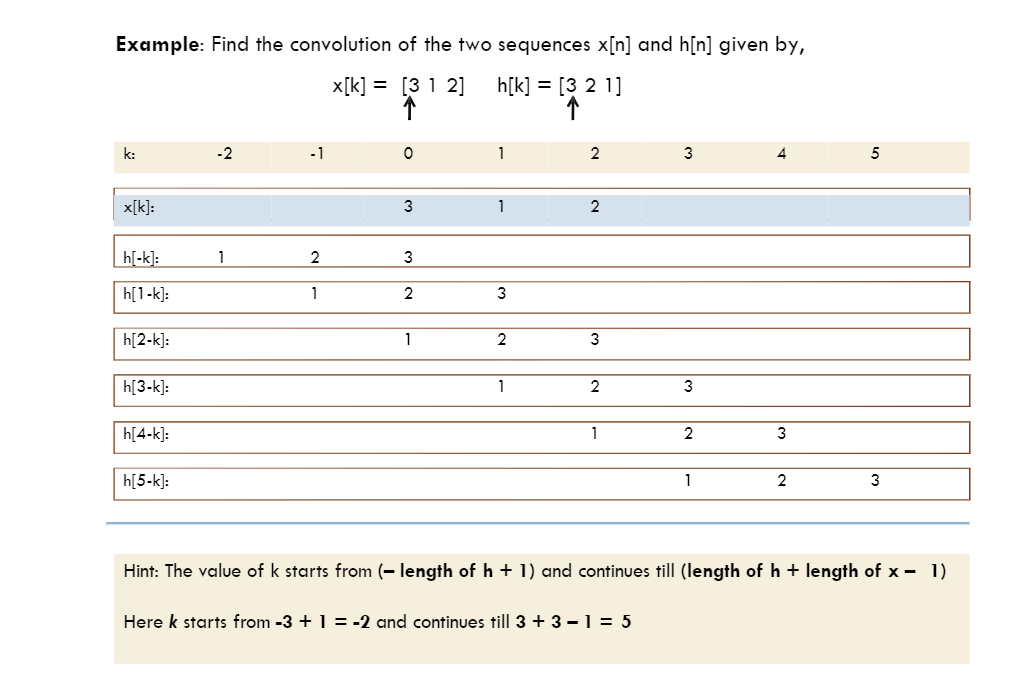 Example: Find the convolution of the two sequences x[n] and h[n] given by,
x[k] = [3 1 2] h[k] = [3 2 1]
k: -2 -1 0 1 2 3 4 5
x[k]: 3 1 2
h[-k]: 1 2 3
h[1-k]: 1 2 3
h[2-k]: 1 2 3
h[3-k]: 1 2 3
h[4-k]: 1 2 3
h[5-k]: 1 2 3
Hint: The value of k starts from (– length of h + 1) and continues till (length of h + length of x – 1)
Here k starts from -3 + 1 = -2 and continues till 3 + 3 – 1 = 5